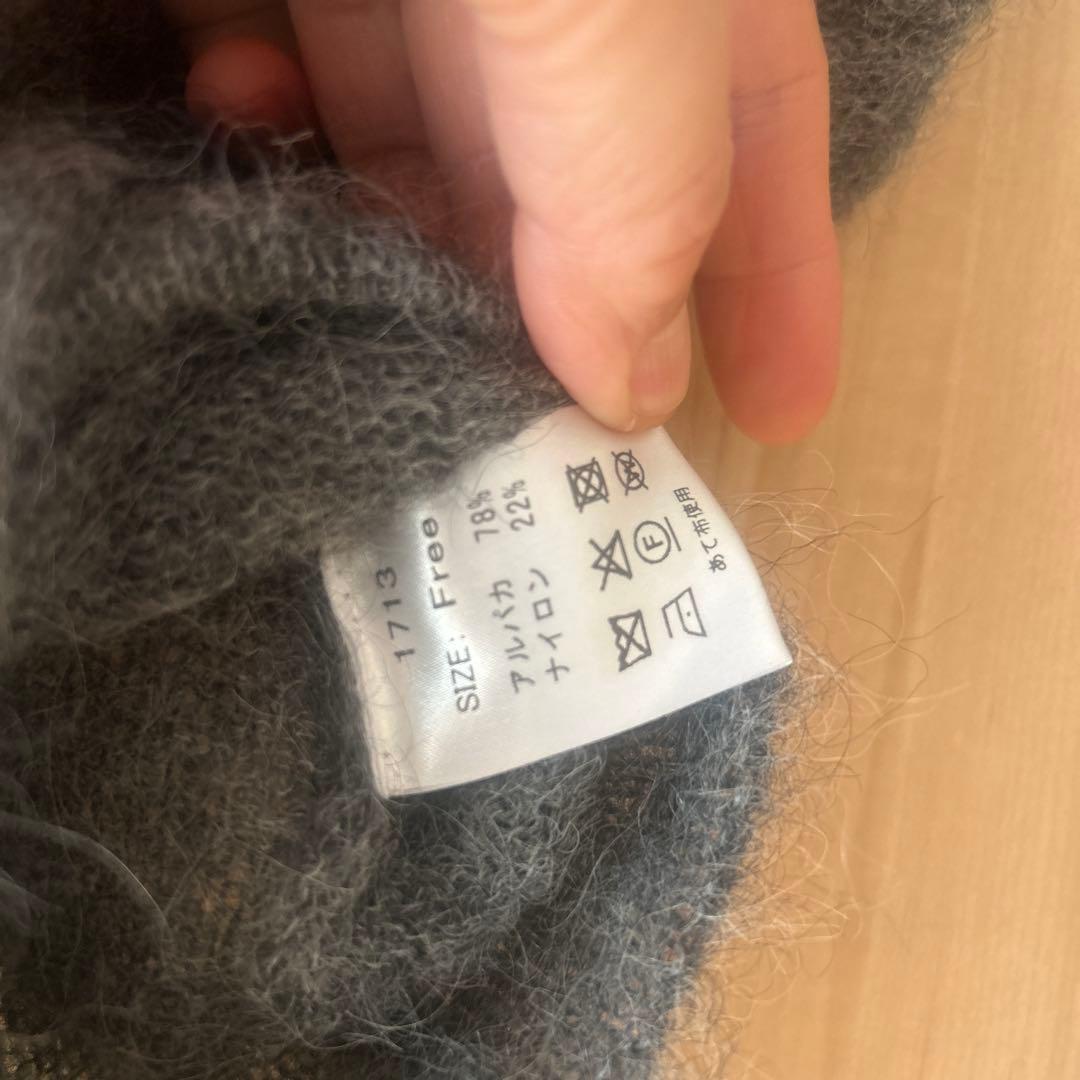 1713
SIZE: Free
アルパカ 78%
ナイロン 22%
F
あて布使用